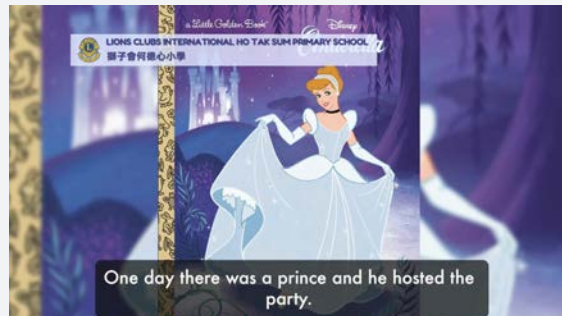 a Little Golden Book
Disney
Cinderella
LIONS CLUBS INTERNATIONAL HO TAK SUM PRIMARY SCHOOL
獅子會何德心小學
One day there was a prince and he hosted the
party.